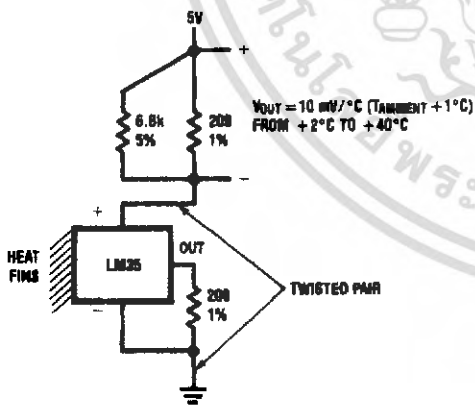 5V
+
6.8k
5%
200
1%
VOUT = 10 mV/°C (TAMBIENT + 1°C)
FROM + 2°C TO + 40°C
−
+
HEAT
FINS
LM35
OUT
−
200
1%
TWISTED PAIR